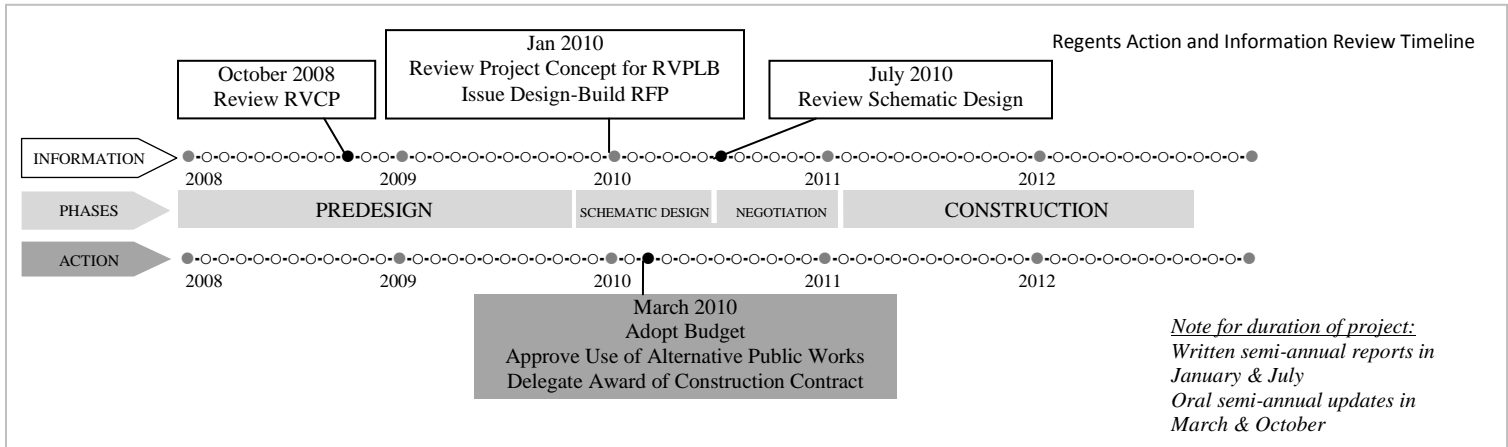 Regents Action and Information Review Timeline
Jan 2010
Review Project Concept for RVPLB
Issue Design-Build RFP
October 2008
Review RVCP
July 2010
Review Schematic Design
INFORMATION
2008 2009 2010 2011 2012
PHASES PREDESIGN SCHEMATIC DESIGN NEGOTIATION CONSTRUCTION
ACTION
2008 2009 2010 2011 2012
March 2010
Adopt Budget
Approve Use of Alternative Public Works
Delegate Award of Construction Contract
Note for duration of project:
Written semi-annual reports in
January & July
Oral semi-annual updates in
March & October